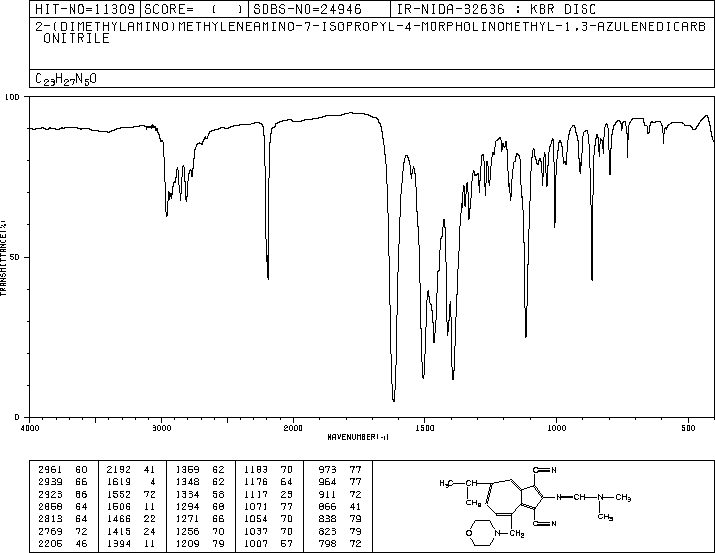 HIT-NO=11309 SCORE= ( ) SDBS-NO=24946 IR-NIDA-32636 : KBR DISC
2-(DIMETHYLAMINO)METHYLENEAMINO-7-ISOPROPYL-4-MORPHOLINOMETHYL-1,3-AZULENEDICARB
ONITRILE
C23H27N5O
100
50
0
TRANSMITTANCE(%)
4000 3000 2000 1500 1000 500
WAVENUMBER(-1)
2961 60 2192 41 1369 62 1183 70 973 77
2939 66 1619 4 1348 62 1176 64 964 77
2923 66 1552 72 1334 58 1117 23 911 72
2868 64 1506 11 1294 68 1071 77 866 41
2813 64 1466 22 1271 66 1054 70 838 79
2769 72 1415 24 1256 70 1037 70 823 79
2205 46 1394 11 1209 79 1007 57 798 72
C N
H3C CH
CH3
N CH N CH3
CH3
C N
O N CH2